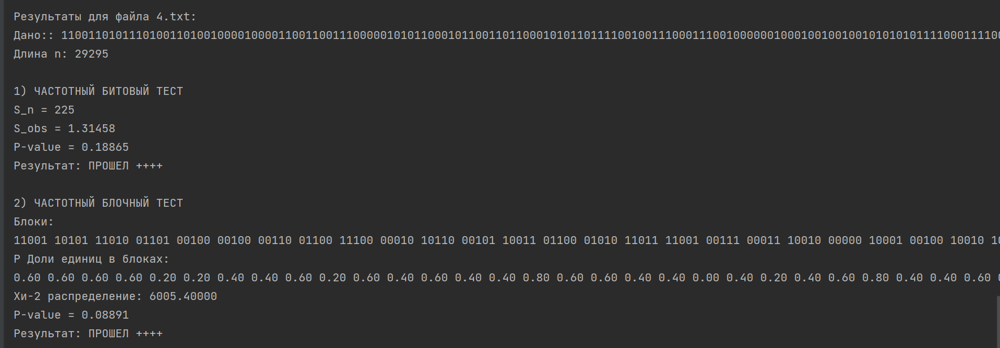 Результаты для файла 4.txt:
Дано:: 1100110101110100110100100001000011001100111000001010110001011001101100010101101111001001110001110010000001000100100100101010101111000111100
Длина n: 29295
1) ЧАСТОТНЫЙ БИТОВЫЙ ТЕСТ
S_n = 225
S_obs = 1.31458
P-value = 0.18865
Результат: ПРОШЕЛ ++++
2) ЧАСТОТНЫЙ БЛОЧНЫЙ ТЕСТ
Блоки:
11001 10101 11010 01101 00100 00100 00110 01100 11100 00010 10110 00101 10011 01100 01010 11011 11001 00111 00011 10010 00000 10001 00100 10010 10
P Доли единиц в блоках:
0.60 0.60 0.60 0.60 0.20 0.20 0.40 0.40 0.60 0.20 0.60 0.40 0.60 0.40 0.40 0.80 0.60 0.60 0.40 0.40 0.00 0.40 0.20 0.40 0.60 0.80 0.40 0.40 0.60
Хи-2 распределение: 6005.40000
P-value = 0.08891
Результат: ПРОШЕЛ ++++